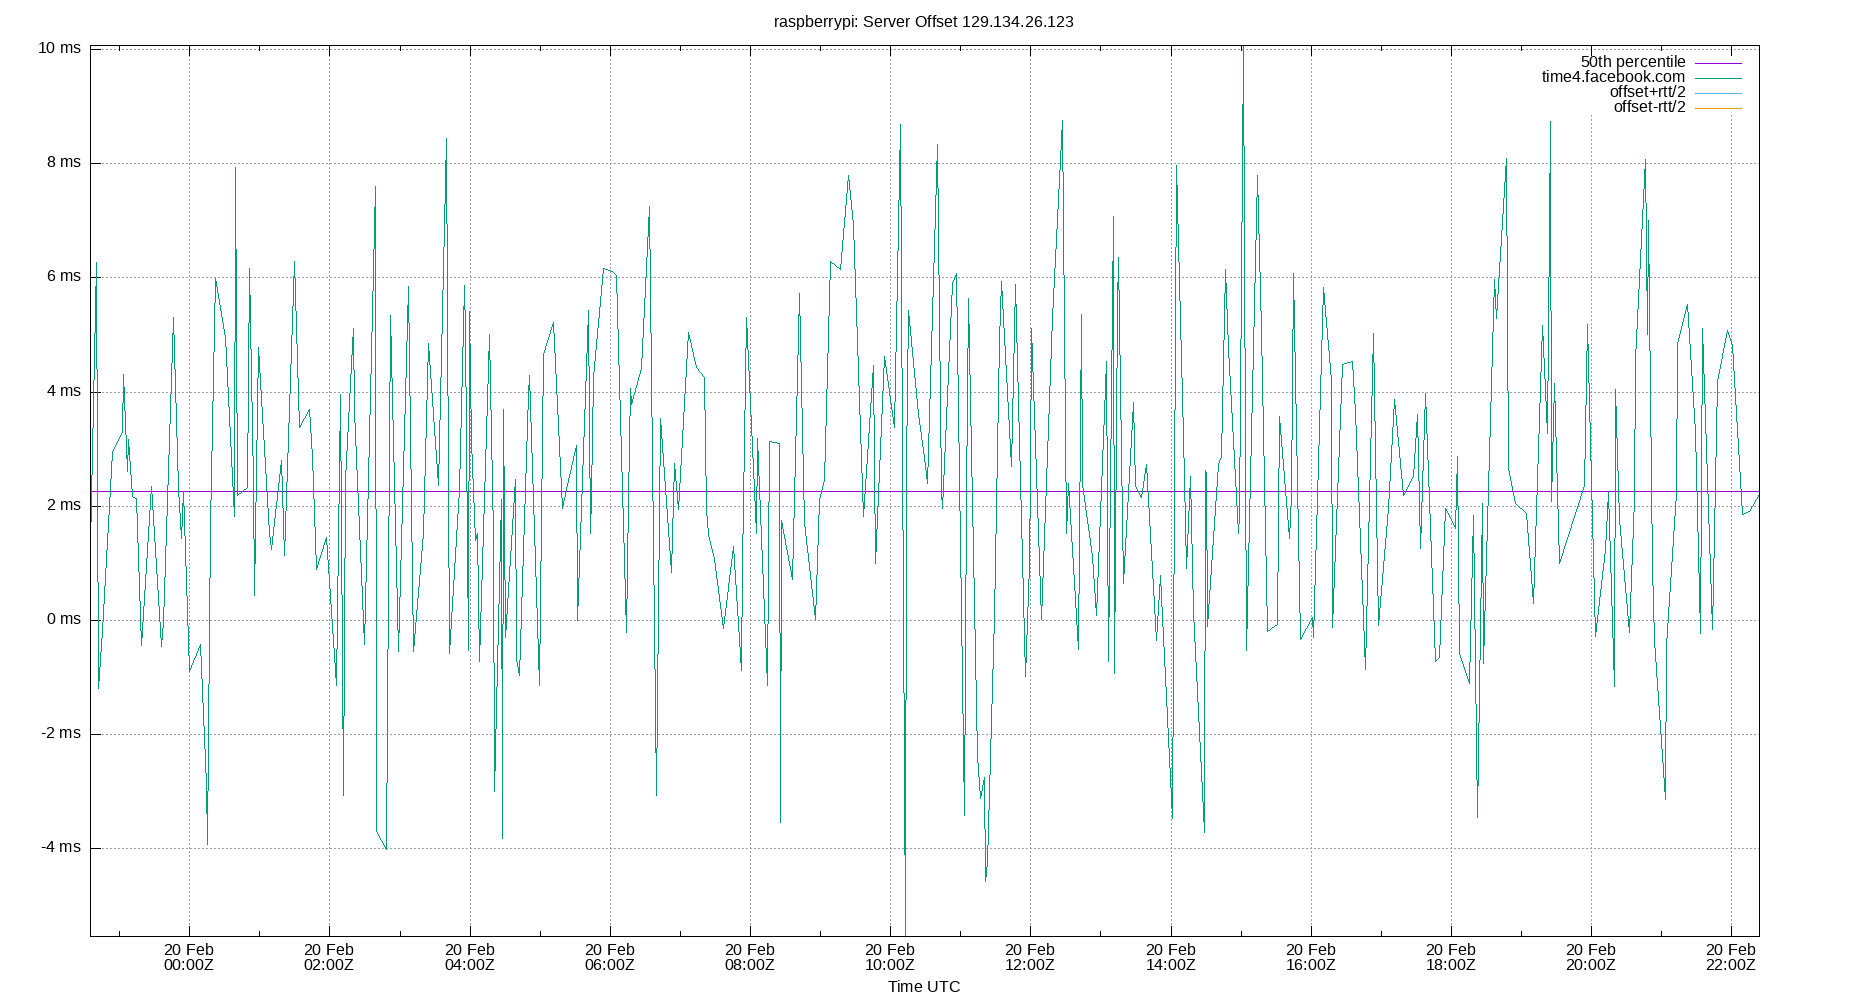 raspberrypi: Server Offset 129.134.26.123
10 ms
8 ms
6 ms
4 ms
2 ms
0 ms
-2 ms
-4 ms
50th percentile
time4.facebook.com
offset+rtt/2
offset-rtt/2
20 Feb 20 Feb 20 Feb 20 Feb 20 Feb 20 Feb 20 Feb 20 Feb 20 Feb 20 Feb 20 Feb 20 Feb
00:00Z 02:00Z 04:00Z 06:00Z 08:00Z 10:00Z 12:00Z 14:00Z 16:00Z 18:00Z 20:00Z 22:00Z
Time UTC